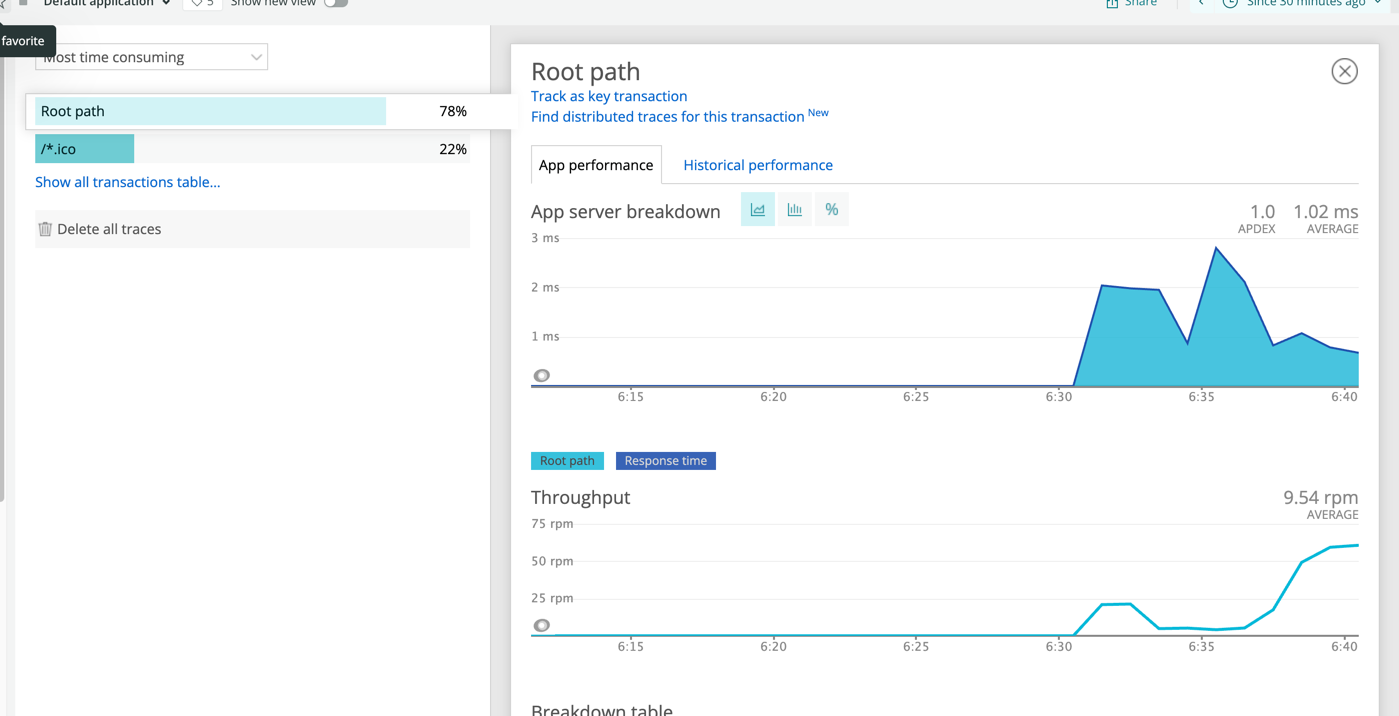 Default application
5
Show new view
Share
Since 30 minutes ago
favorite
Most time consuming
Root path 78%
/*.ico 22%
Show all transactions table...
Delete all traces
Root path
Track as key transaction
Find distributed traces for this transaction New
App performance
Historical performance
App server breakdown
%
1.0 1.02 ms
APDEX AVERAGE
3 ms
2 ms
1 ms
6:15 6:20 6:25 6:30 6:35 6:40
Root path Response time
Throughput
9.54 rpm
AVERAGE
75 rpm
50 rpm
25 rpm
6:15 6:20 6:25 6:30 6:35 6:40
Breakdown table